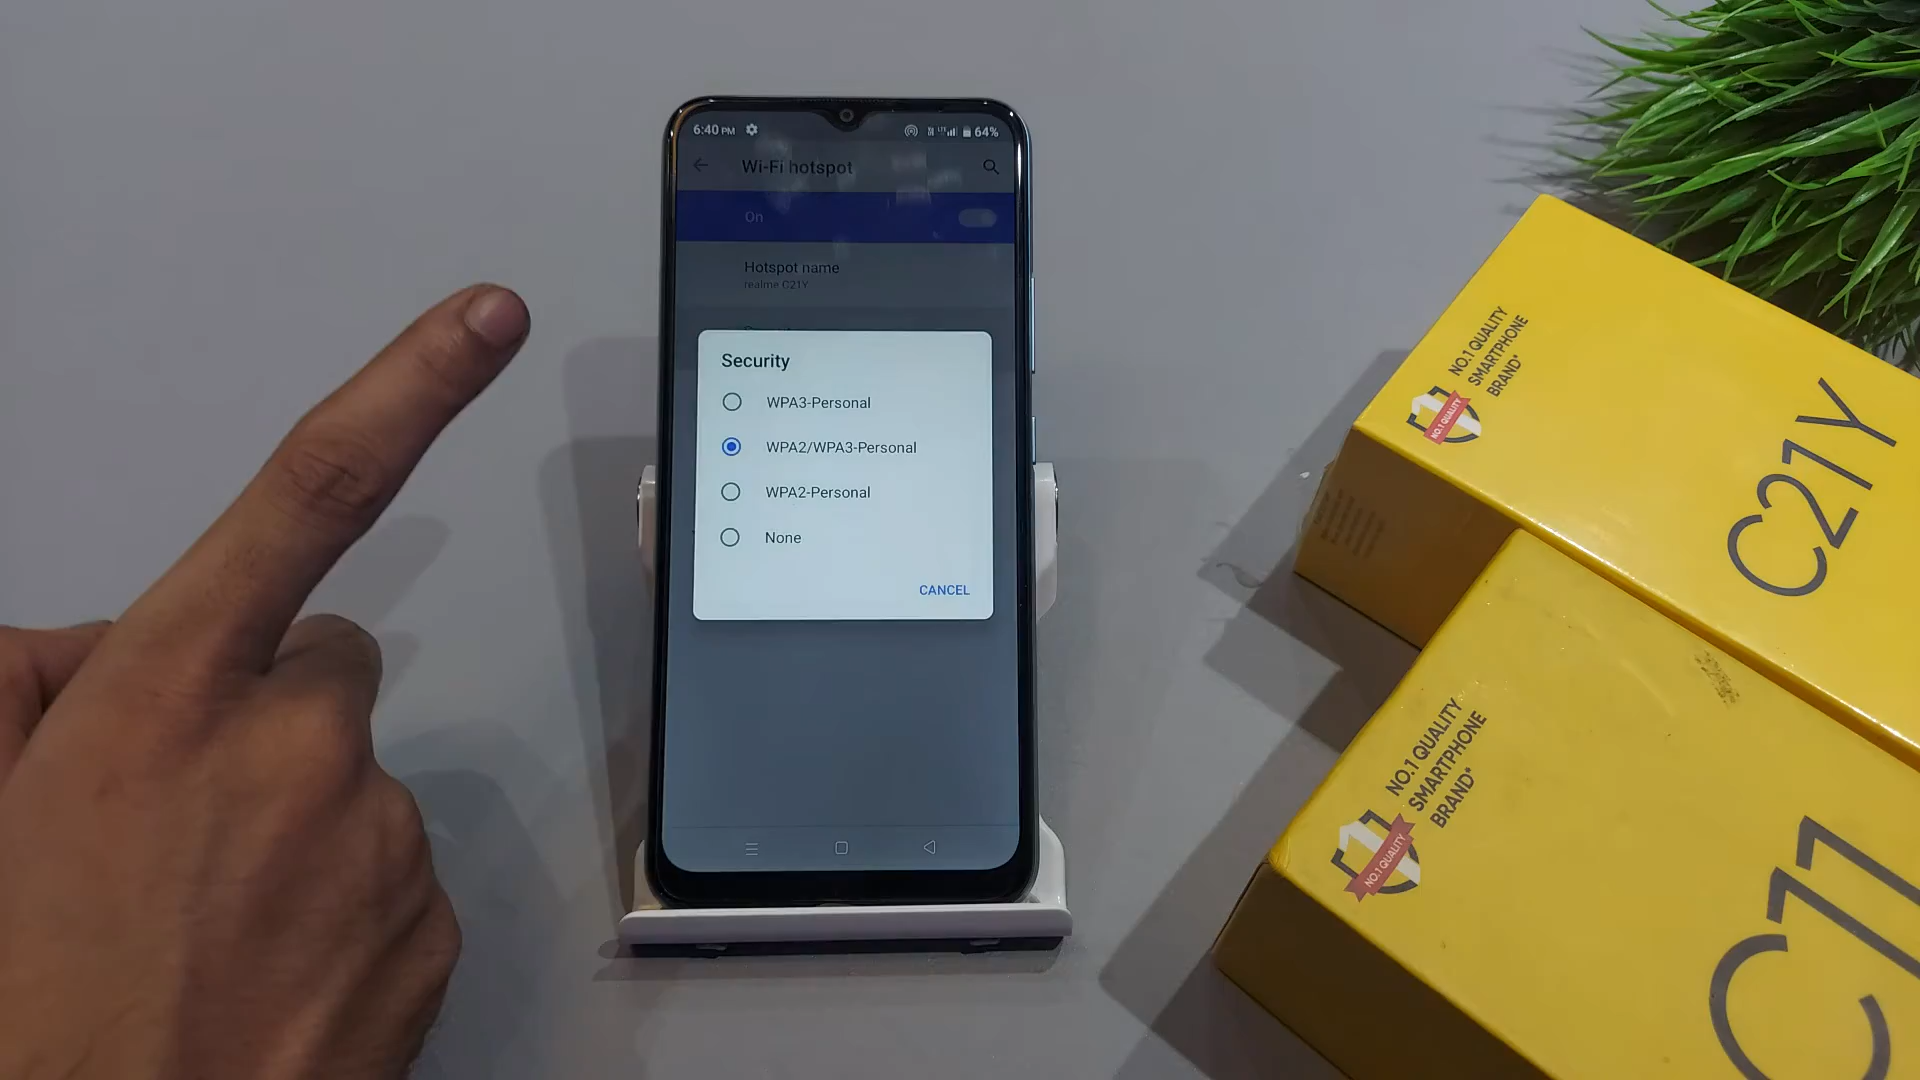 6:40 PM
64%
Wi-Fi hotspot
On
Hotspot name
realme C21Y
Security
WPA3-Personal
WPA2/WPA3-Personal
WPA2-Personal
None
CANCEL
NO.1 QUALITY
SMARTPHONE
BRAND*
NO.1 QUALITY
C21Y
NO.1 QUALITY
SMARTPHONE
BRAND*
NO.1 QUALITY
C11